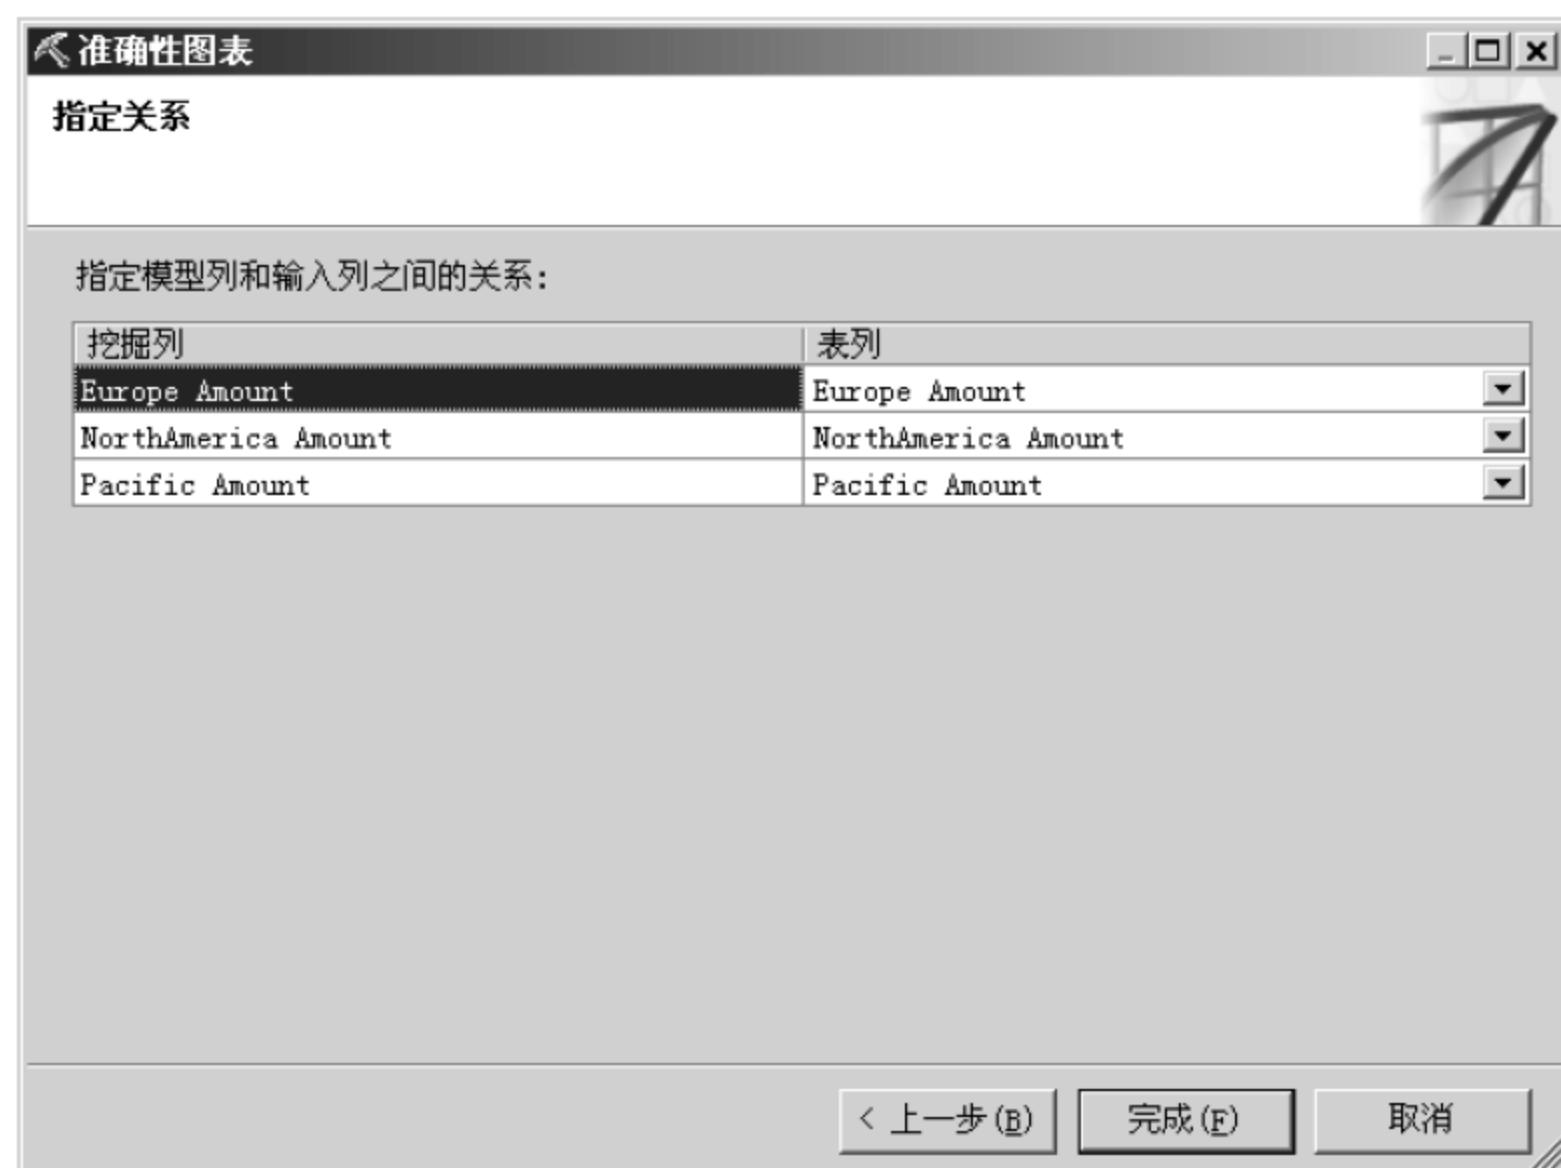 准确性图表
指定关系
指定模型列和输入列之间的关系:
挖掘列 表列
Europe Amount Europe Amount
NorthAmerica Amount NorthAmerica Amount
Pacific Amount Pacific Amount
< 上一步(B) 完成(F) 取消